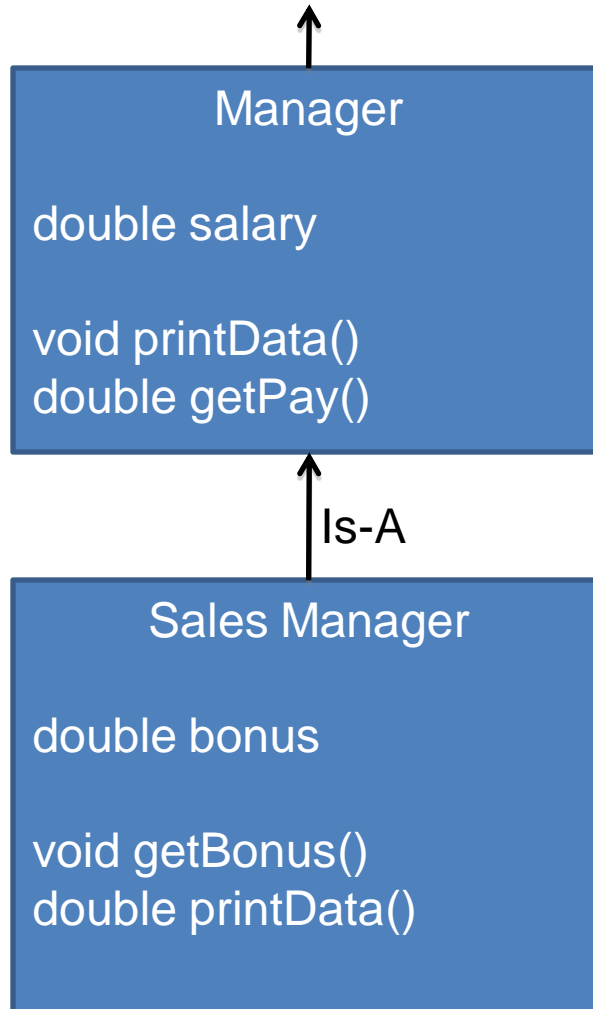 Manager
double salary
void printData()
double getPay()
Is-A
Sales Manager
double bonus
void getBonus()
double printData()